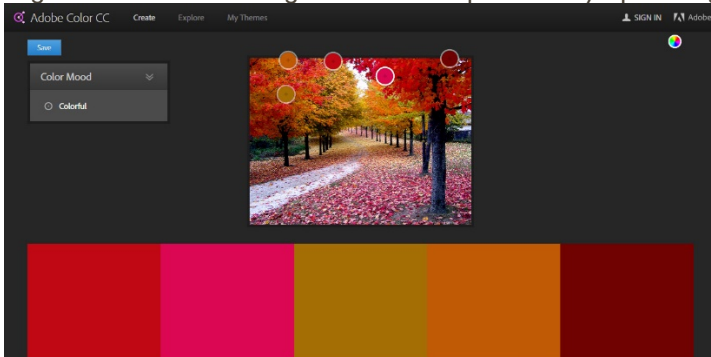 Adobe Color CC Create Explore My Themes SIGN IN Adobe
Save
Color Mood
Colorful